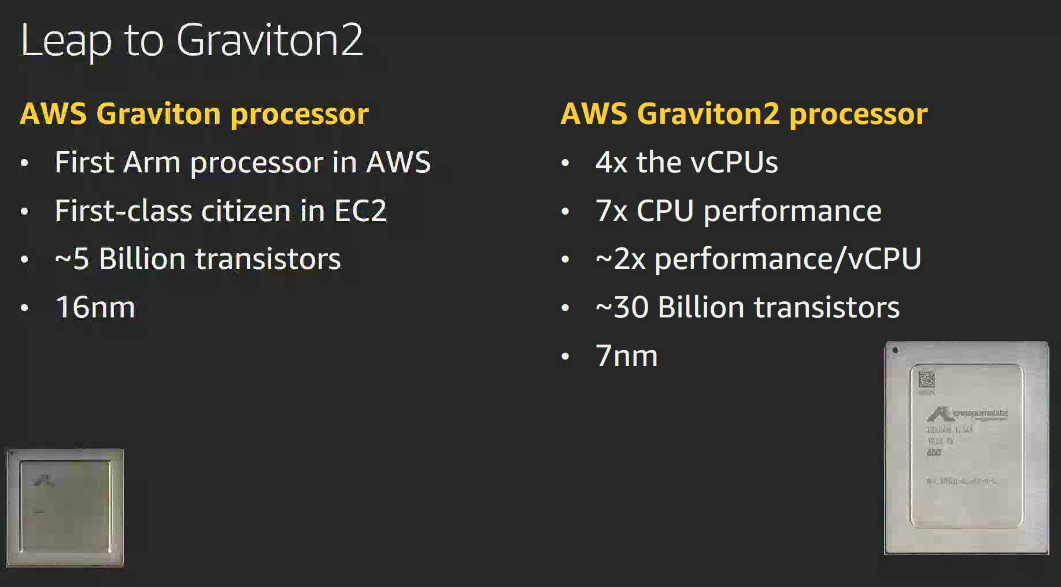 Leap to Graviton2
AWS Graviton processor
• First Arm processor in AWS
• First-class citizen in EC2
• ~5 Billion transistors
• 16nm
AWS Graviton2 processor
• 4x the vCPUs
• 7x CPU performance
• ~2x performance/vCPU
• ~30 Billion transistors
• 7nm
annapurnalabs